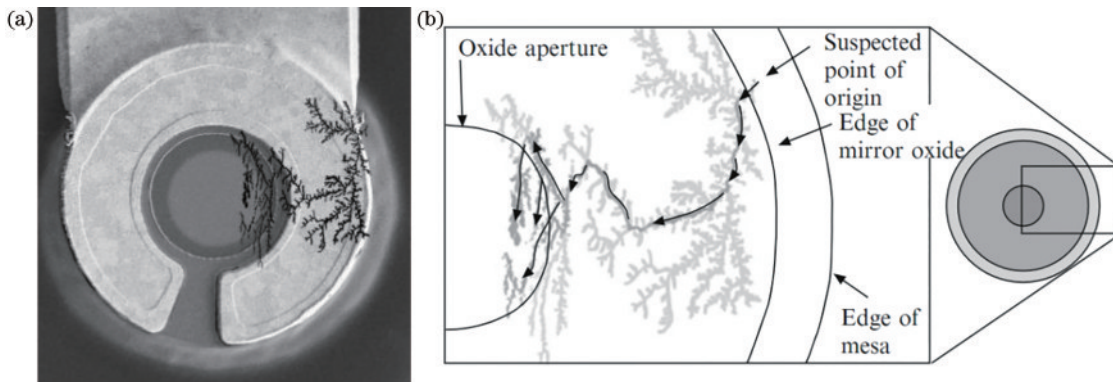 (a)
(b)
Oxide aperture
Suspected
point of
origin
Edge of
mirror oxide
Edge of
mesa